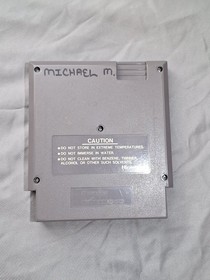 MICHAEL M.
CAUTION
●DO NOT STORE IN EXTREME TEMPERATURES.
●DO NOT IMMERSE IN WATER.
●DO NOT CLEAN WITH BENZENE, THINNER,
ALCOHOL OR OTHER SUCH SOLVENTS.